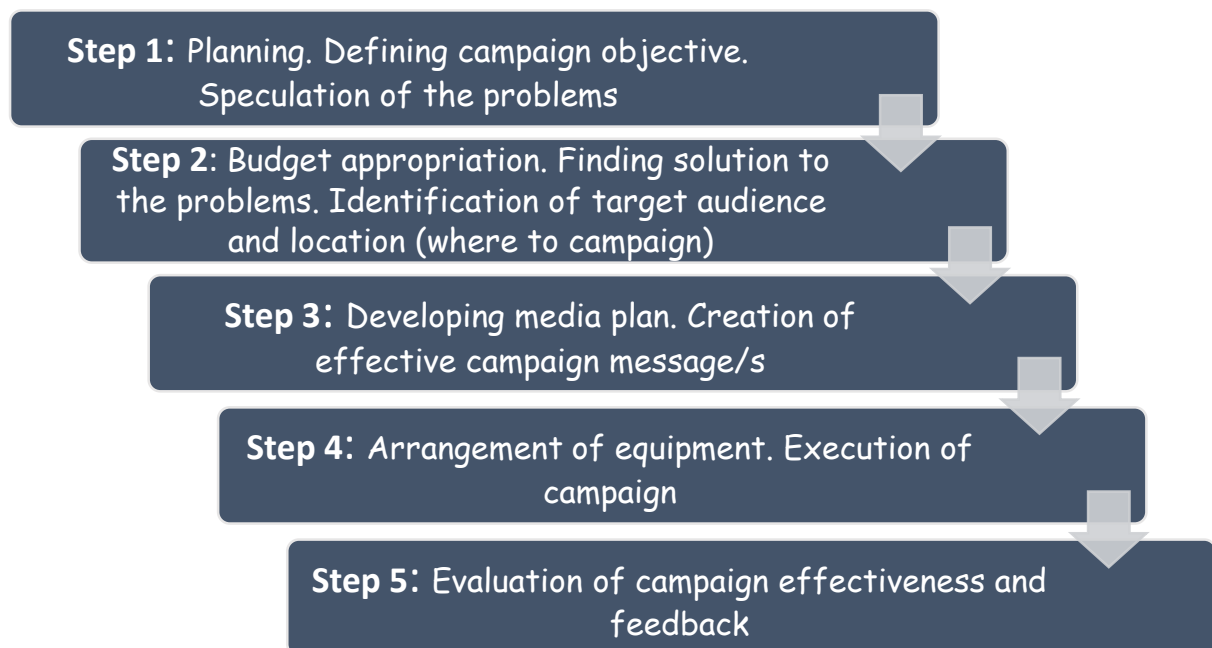 Step 1: Planning. Defining campaign objective.
Speculation of the problems
Step 2: Budget appropriation. Finding solution to
the problems. Identification of target audience
and location (where to campaign)
Step 3: Developing media plan. Creation of
effective campaign message/s
Step 4: Arrangement of equipment. Execution of
campaign
Step 5: Evaluation of campaign effectiveness and
feedback